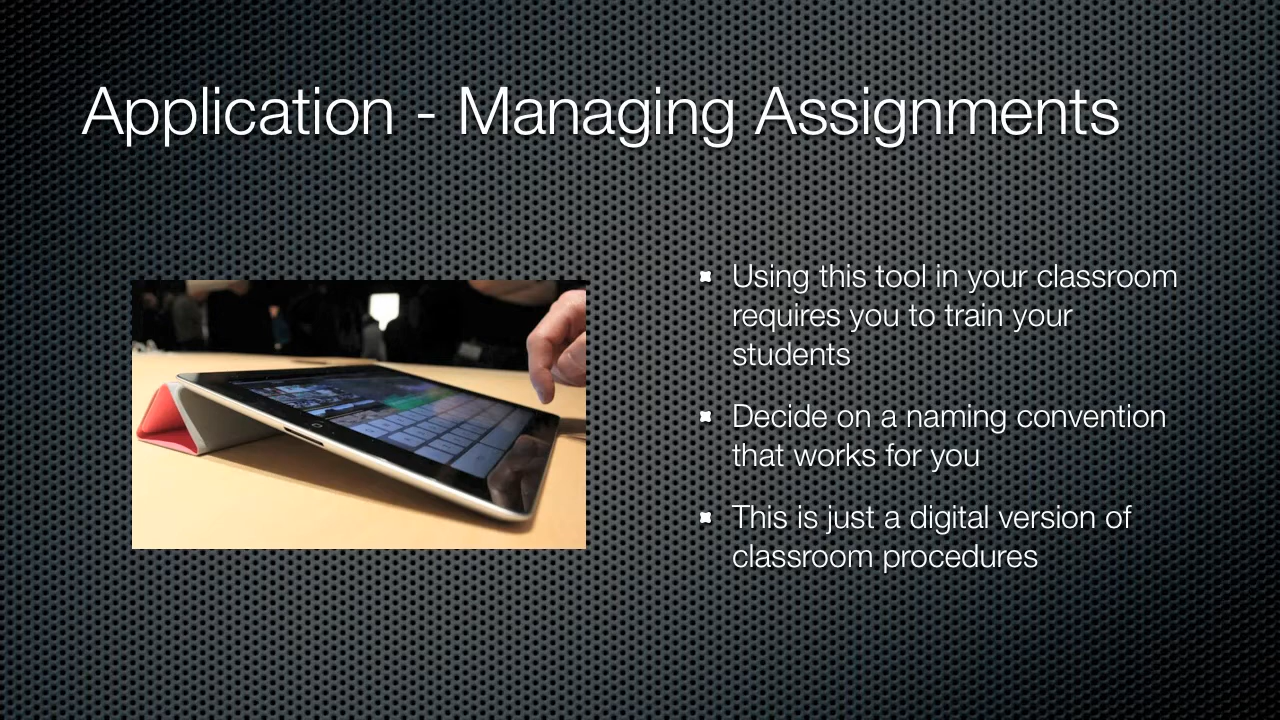 Application - Managing Assignments
Using this tool in your classroom
requires you to train your
students
Decide on a naming convention
that works for you
This is just a digital version of
classroom procedures